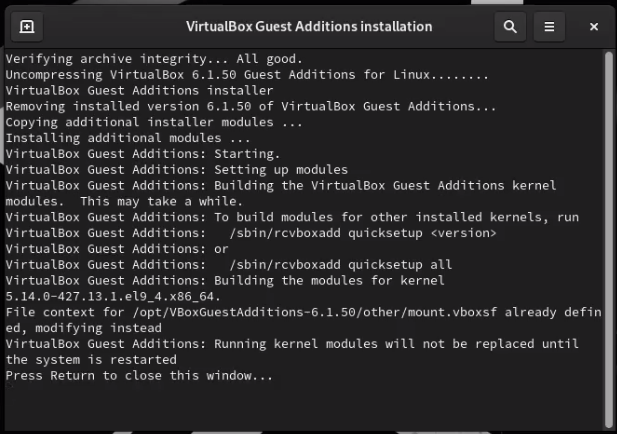 VirtualBox Guest Additions installation
Verifying archive integrity... All good.
Uncompressing VirtualBox 6.1.50 Guest Additions for Linux........
VirtualBox Guest Additions installer
Removing installed version 6.1.50 of VirtualBox Guest Additions...
Copying additional installer modules ...
Installing additional modules ...
VirtualBox Guest Additions: Starting.
VirtualBox Guest Additions: Setting up modules
VirtualBox Guest Additions: Building the VirtualBox Guest Additions kernel
modules.  This may take a while.
VirtualBox Guest Additions: To build modules for other installed kernels, run
VirtualBox Guest Additions:   /sbin/rcvboxadd quicksetup <version>
VirtualBox Guest Additions: or
VirtualBox Guest Additions:   /sbin/rcvboxadd quicksetup all
VirtualBox Guest Additions: Building the modules for kernel
5.14.0-427.13.1.el9_4.x86_64.
File context for /opt/VBoxGuestAdditions-6.1.50/other/mount.vboxsf already defin
ed, modifying instead
VirtualBox Guest Additions: Running kernel modules will not be replaced until
the system is restarted
Press Return to close this window...